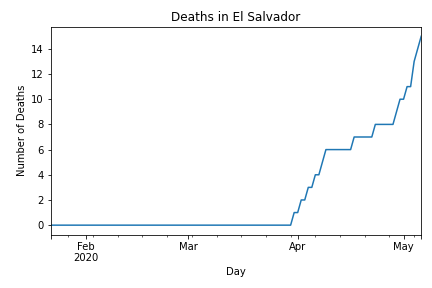 Deaths in El Salvador
Number of Deaths
14
12
10
8
6
4
2
0
Feb
2020
Mar
Apr
May
Day